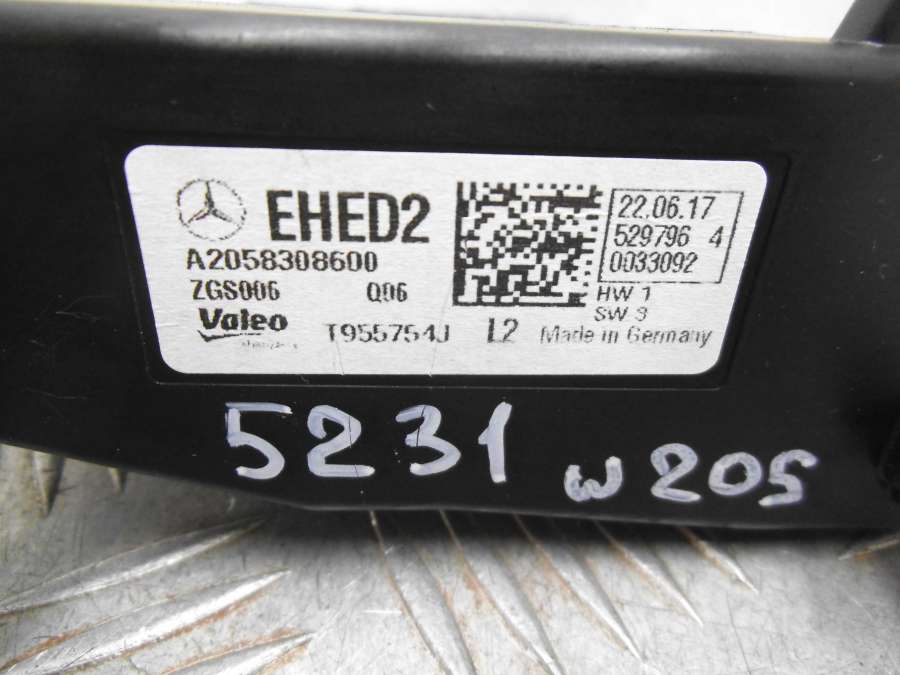 EHED2
A2058308600
ZGS006 Q06
Valeo
T955754J L2
22.06.17
529796 4
0033092
HW 1
SW 3
Made in Germany
5231
W205